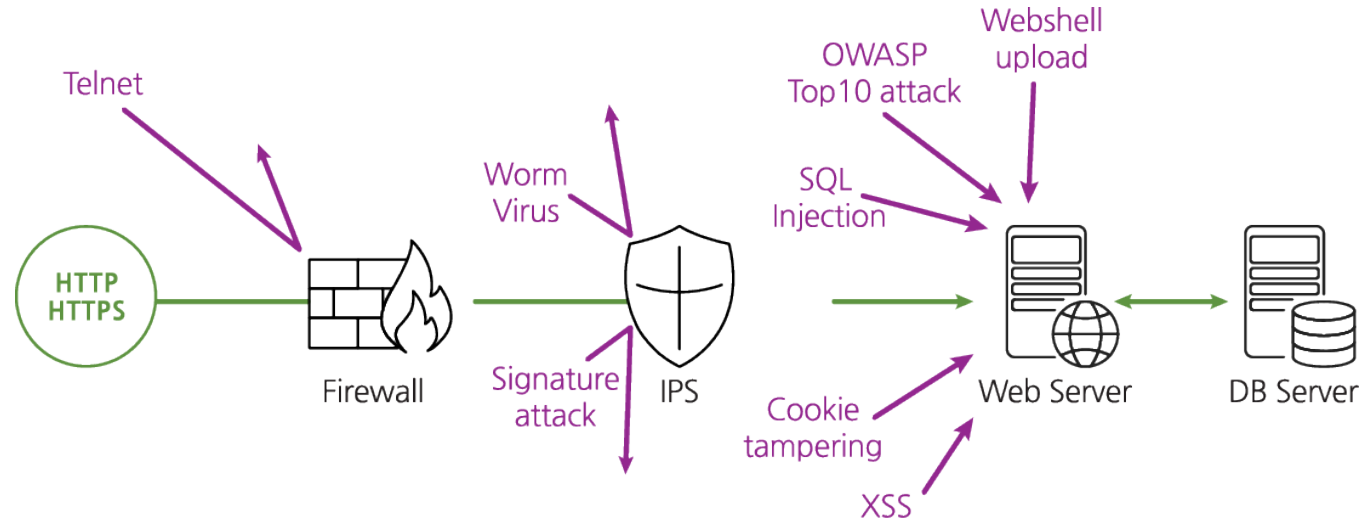 Telnet
HTTP
HTTPS
Firewall
Worm
Virus
Signature
attack
IPS
OWASP
Top10 attack
Webshell
upload
SQL
Injection
Cookie
tampering
XSS
Web Server
DB Server